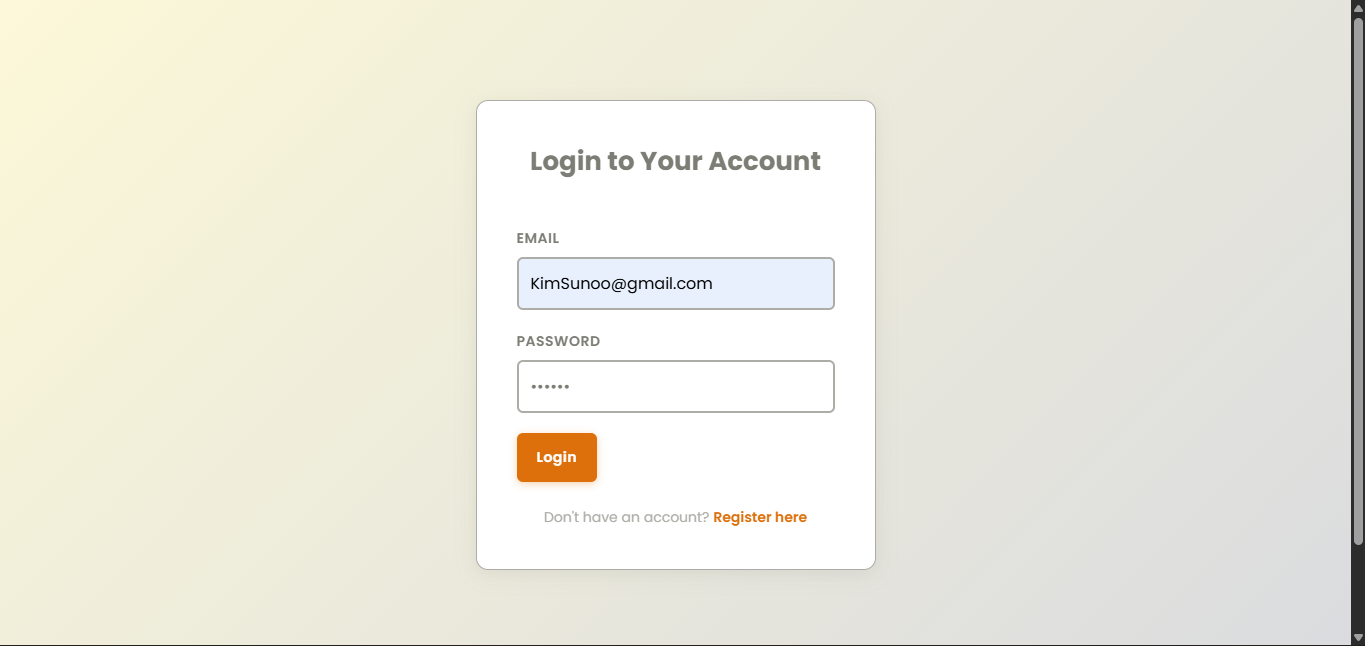 Login to Your Account
EMAIL
KimSunoo@gmail.com
PASSWORD
••••••
Login
Don't have an account? Register here